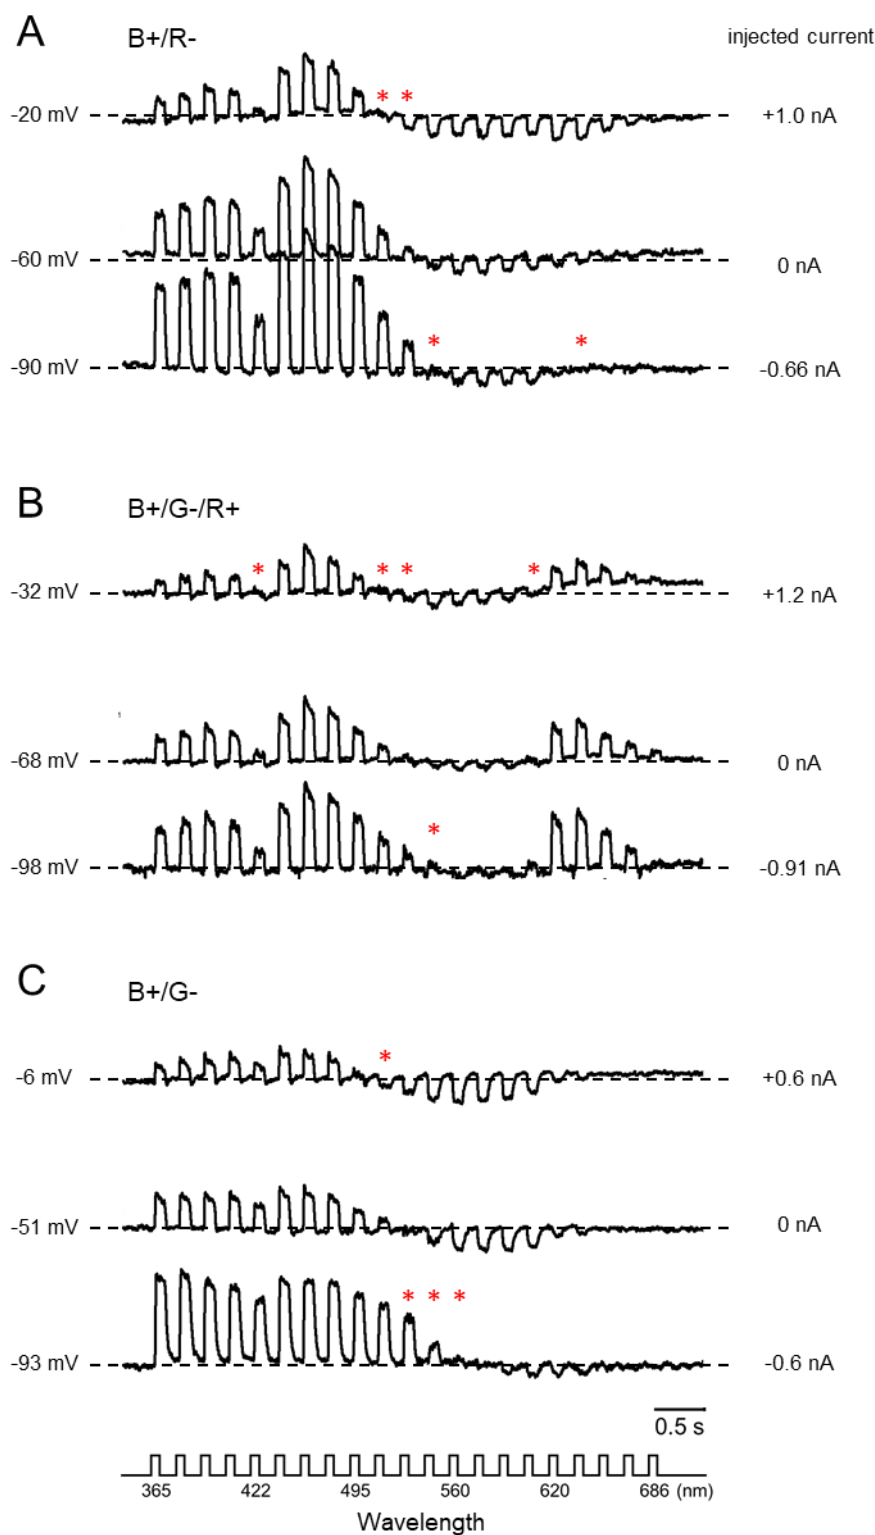 A B+/R- injected current
* *
-20 mV +1.0 nA
-60 mV 0 nA
* *
-90 mV -0.66 nA
B B+/G-/R+
* * * *
-32 mV +1.2 nA
-68 mV 0 nA
*
-98 mV -0.91 nA
C B+/G-
*
-6 mV +0.6 nA
-51 mV 0 nA
* * *
-93 mV -0.6 nA
0.5 s
365 422 495 560 620 686 (nm)
Wavelength